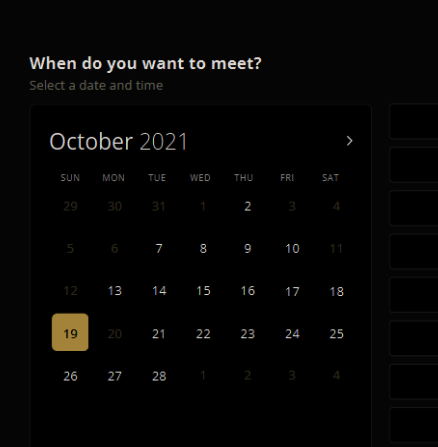 When do you want to meet?
Select a date and time
October 2021
SUN MON TUE WED THU FRI SAT
29 30 31 1 2 3 4
5 6 7 8 9 10 11
12 13 14 15 16 17 18
19 20 21 22 23 24 25
26 27 28 1 2 3 4